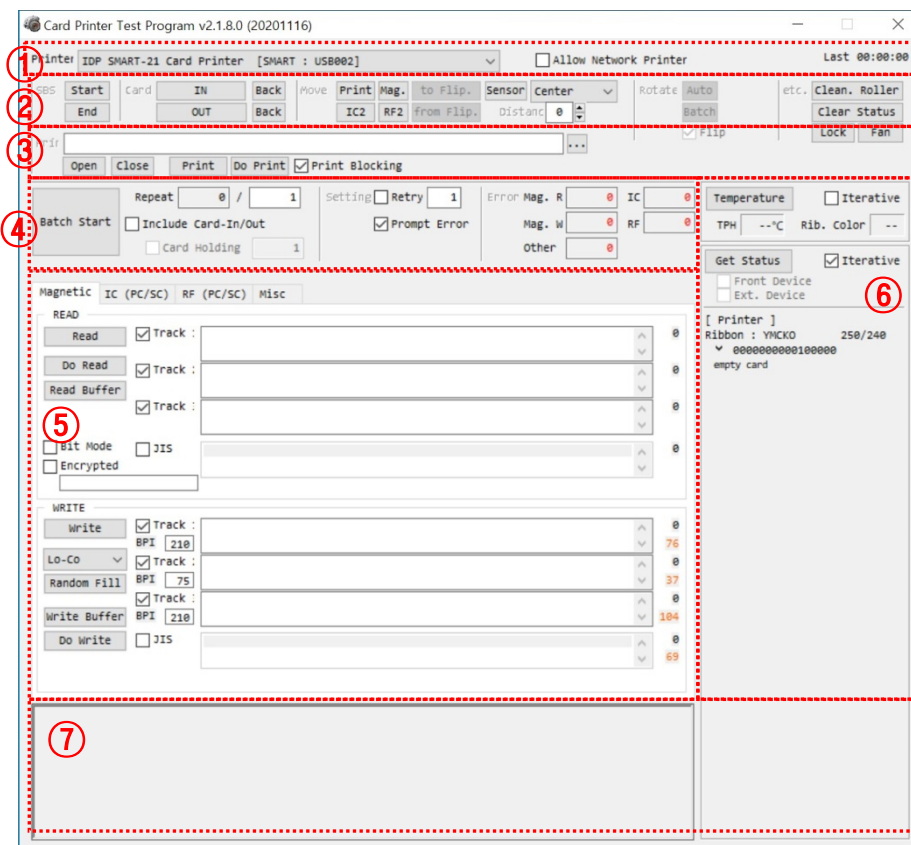 Card Printer Test Program v2.1.8.0 (20201116)
① Printer IDP SMART-21 Card Printer [SMART : USB002] Allow Network Printer Last 00:00:00
② SBS Start Card IN Back Move Print Mag. to Flip. Sensor Center Rotate Auto etc. Clean. Roller
End OUT Back IC2 RF2 from Flip. Distanc 0 Batch Clear Status
Flip Lock Fan
③ Prin ...
Open Close Print Do Print Print Blocking
④ Batch Start Repeat 0 / 1 Setting Retry 1 Error Mag. R 0 IC 0
Include Card-In/Out Prompt Error Mag. W 0 RF 0
Card Holding 1 Other 0
Temperature Iterative
TPH --°C Rib. Color --
⑥ Get Status Iterative
Front Device
Ext. Device
[ Printer ]
Ribbon : YMCKO 250/240
0000000000100000
empty card
Magnetic IC (PC/SC) RF (PC/SC) Misc
READ
Read Track : 0
Do Read Track : 0
Read Buffer
Track : 0
⑤
Bit Mode JIS 0
Encrypted
WRITE
Write Track : 0
BPI 210 76
Lo-Co Track : 0
Random Fill BPI 75 37
Track : 0
Write Buffer BPI 210 104
Do Write JIS 0
69
⑦